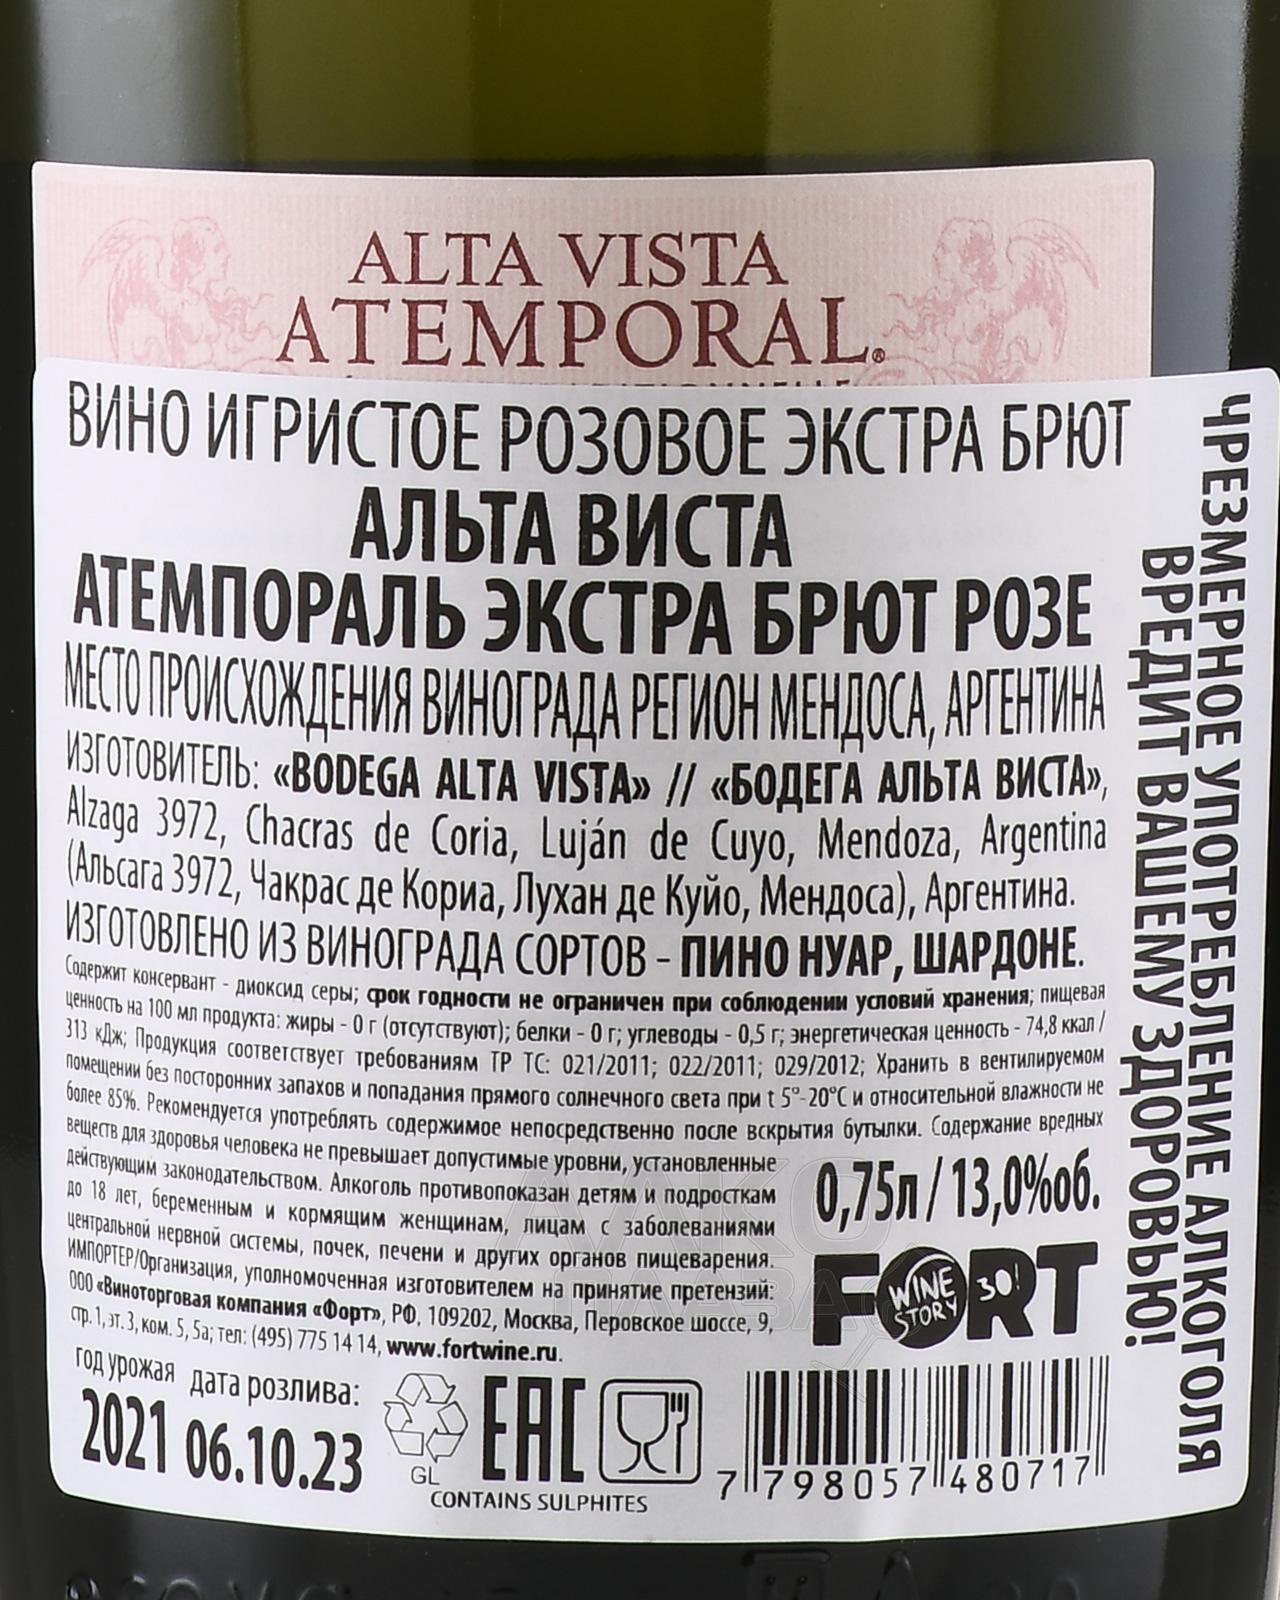 ALTA VISTA
ATEMPORAL®
ВИНО ИГРИСТОЕ РОЗОВОЕ ЭКСТРА БРЮТ
АЛЬТА ВИСТА
АТЕМПОРАЛЬ ЭКСТРА БРЮТ РОЗЕ
МЕСТО ПРОИСХОЖДЕНИЯ ВИНОГРАДА РЕГИОН МЕНДОСА, АРГЕНТИНА
ИЗГОТОВИТЕЛЬ: «BODEGA ALTA VISTA» // «БОДЕГА АЛЬТА ВИСТА»,
Alzaga 3972, Chacras de Coria, Luján de Cuyo, Mendoza, Argentina
(Альсага 3972, Чакрас де Кориа, Лухан де Куйо, Мендоса), Аргентина.
ИЗГОТОВЛЕНО ИЗ ВИНОГРАДА СОРТОВ - ПИНО НУАР, ШАРДОНЕ.
Содержит консервант - диоксид серы; срок годности не ограничен при соблюдении условий хранения; пищевая
ценность на 100 мл продукта: жиры - 0 г (отсутствуют); белки - 0 г; углеводы - 0,5 г; энергетическая ценность - 74,8 ккал /
313 кДж; Продукция соответствует требованиям ТР ТС: 021/2011; 022/2011; 029/2012; Хранить в вентилируемом
помещении без посторонних запахов и попадания прямого солнечного света при t 5°-20°С и относительной влажности не
более 85%. Рекомендуется употреблять содержимое непосредственно после вскрытия бутылки. Содержание вредных
веществ для здоровья человека не превышает допустимые уровни, установленные
действующим законодательством. Алкоголь противопоказан детям и подросткам
до 18 лет, беременным и кормящим женщинам, лицам с заболеваниями
центральной нервной системы, почек, печени и других органов пищеварения.
ИМПОРТЕР/Организация, уполномоченная изготовителем на принятие претензий:
ООО «Виноторговая компания «Форт», РФ, 109202, Москва, Перовское шоссе, 9,
стр. 1, эт. 3, ком. 5, 5а; тел: (495) 775 14 14, www.fortwine.ru.
0,75л / 13,0%об.
FORT
WINE
STORY
30!
год урожая дата розлива:
2021 06.10.23
GL
EAC
CONTAINS SULPHITES
7 798057 480717
ЧРЕЗМЕРНОЕ УПОТРЕБЛЕНИЕ АЛКОГОЛЯ
ВРЕДИТ ВАШЕМУ ЗДОРОВЬЮ!